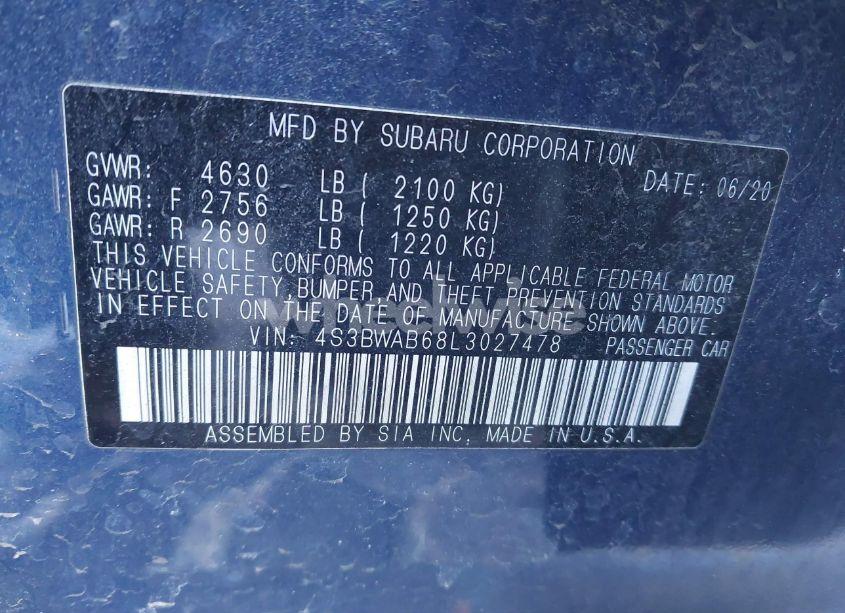 MFD BY SUBARU CORPORATION
GVWR: 4630 LB ( 2100 KG) DATE: 06/20
GAWR: F 2756 LB ( 1250 KG)
GAWR: R 2690 LB ( 1220 KG)
THIS VEHICLE CONFORMS TO ALL APPLICABLE FEDERAL MOTOR
VEHICLE SAFETY, BUMPER, AND THEFT PREVENTION STANDARDS
IN EFFECT ON THE DATE OF MANUFACTURE SHOWN ABOVE.
VIN: 4S3BWAB68L3027478 PASSENGER CAR
ASSEMBLED BY SIA INC, MADE IN U.S.A.